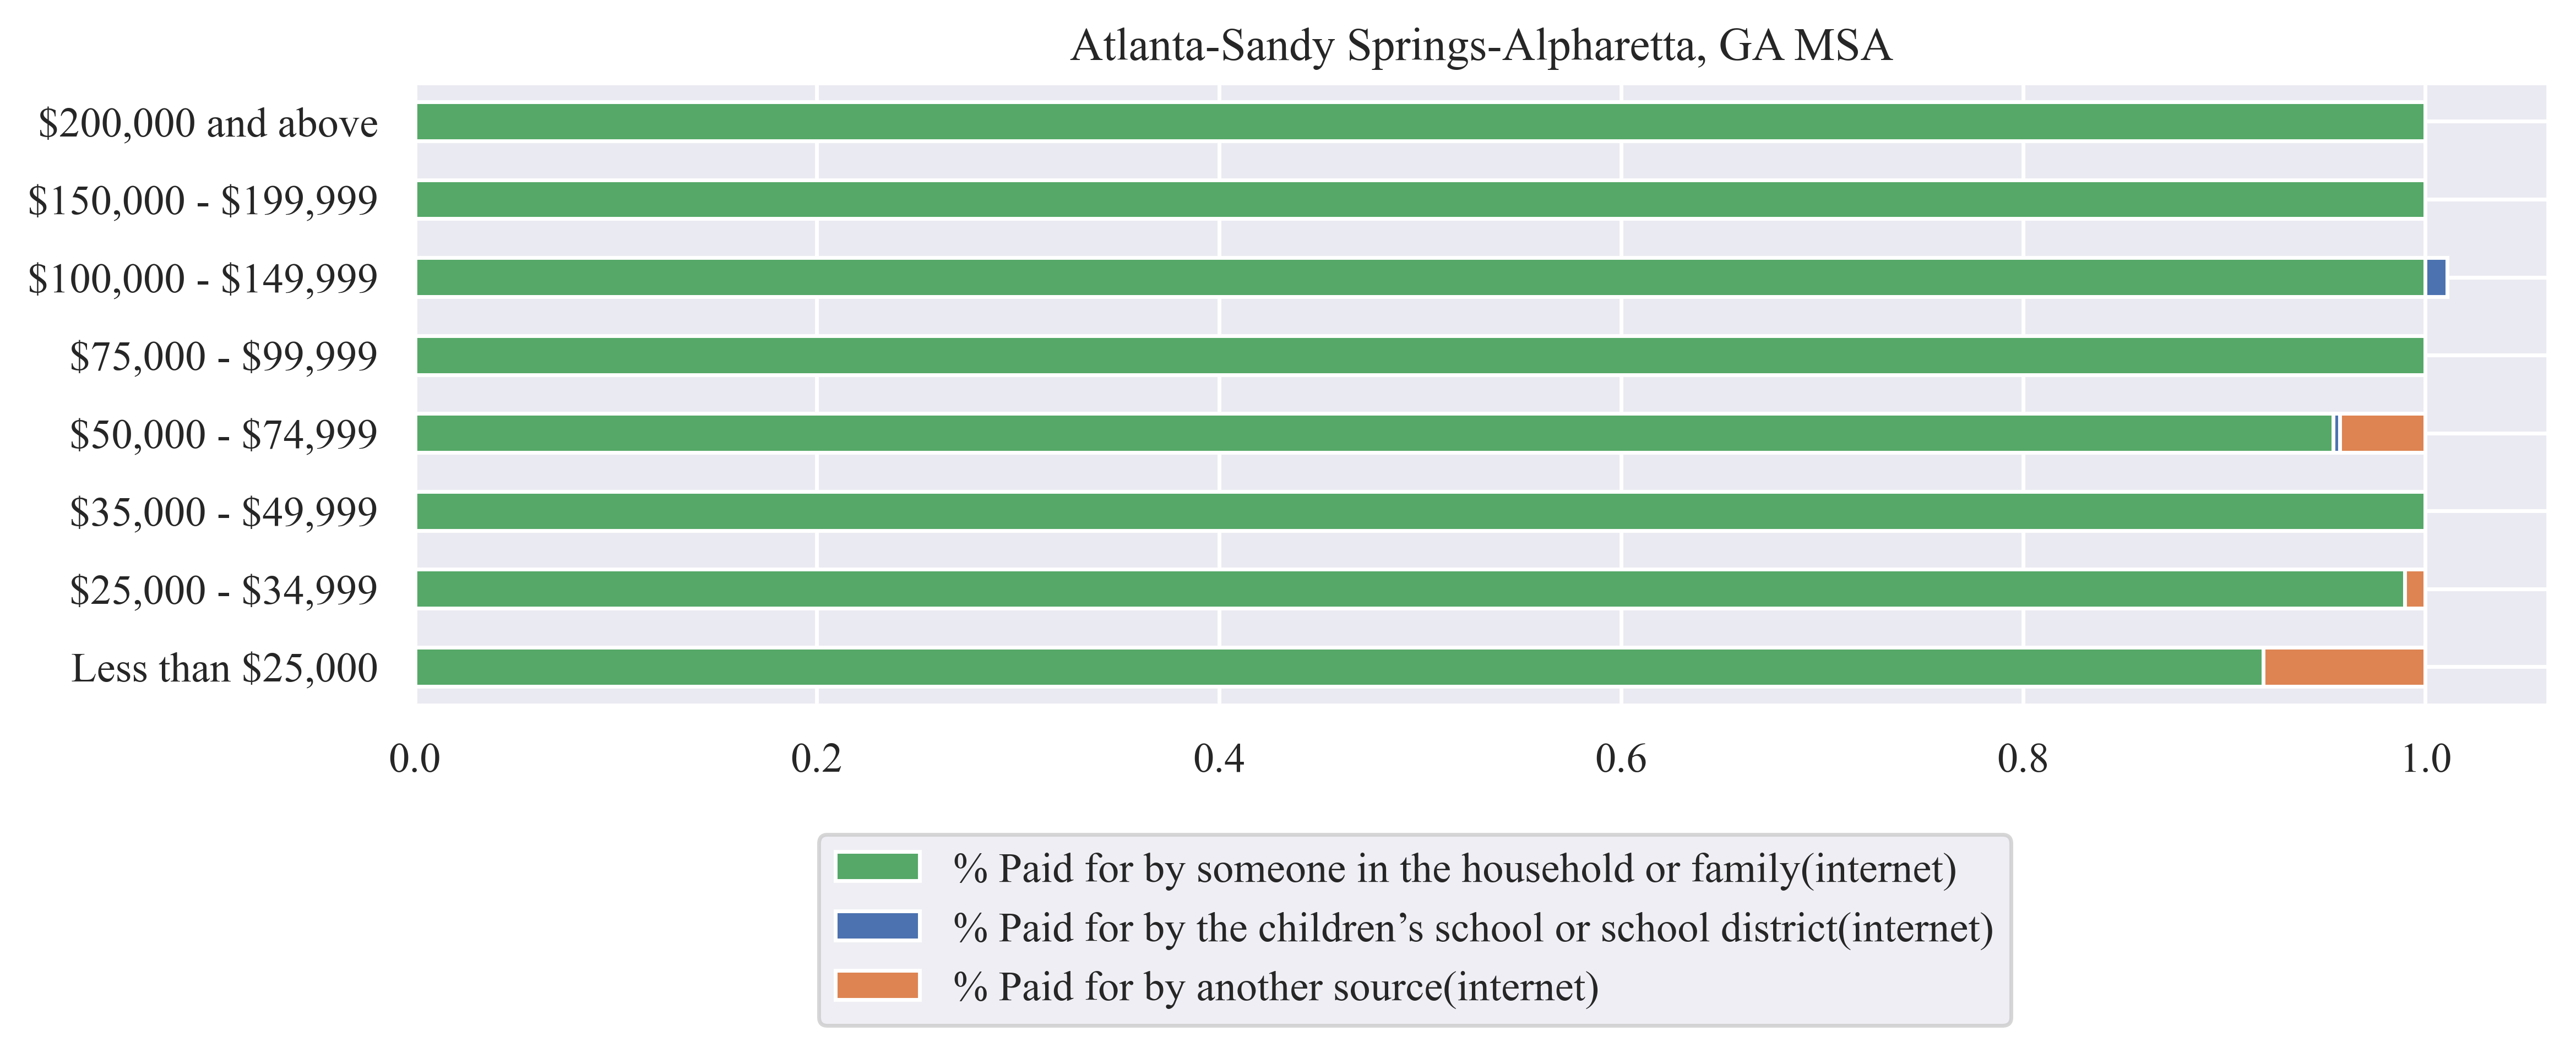 Atlanta-Sandy Springs-Alpharetta, GA MSA
$200,000 and above
$150,000 - $199,999
$100,000 - $149,999
$75,000 - $99,999
$50,000 - $74,999
$35,000 - $49,999
$25,000 - $34,999
Less than $25,000
0.0 0.2 0.4 0.6 0.8 1.0
% Paid for by someone in the household or family(internet)
% Paid for by the children’s school or school district(internet)
% Paid for by another source(internet)